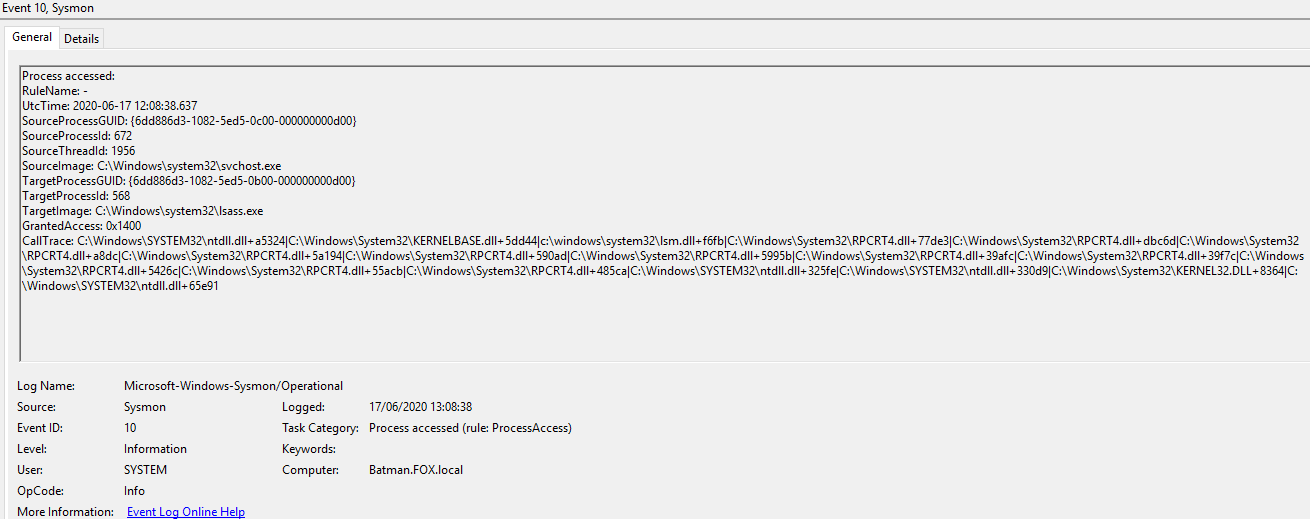 Event 10, Sysmon
General
Details
Process accessed:
RuleName: -
UtcTime: 2020-06-17 12:08:38.637
SourceProcessGUID: {6dd886d3-1082-5ed5-0c00-000000000d00}
SourceProcessId: 672
SourceThreadId: 1956
SourceImage: C:\Windows\system32\svchost.exe
TargetProcessGUID: {6dd886d3-1082-5ed5-0b00-000000000d00}
TargetProcessId: 568
TargetImage: C:\Windows\system32\lsass.exe
GrantedAccess: 0x1400
CallTrace: C:\Windows\SYSTEM32\ntdll.dll+a5324|C:\Windows\System32\KERNELBASE.dll+5dd44|c:\windows\system32\lsm.dll+f6fb|C:\Windows\System32\RPCRT4.dll+77de3|C:\Windows\System32\RPCRT4.dll+dbc6d|C:\Windows\System32
\RPCRT4.dll+a8dc|C:\Windows\System32\RPCRT4.dll+5a194|C:\Windows\System32\RPCRT4.dll+590ad|C:\Windows\System32\RPCRT4.dll+5995b|C:\Windows\System32\RPCRT4.dll+39afc|C:\Windows\System32\RPCRT4.dll+39f7c|C:\Windows
\System32\RPCRT4.dll+5426c|C:\Windows\System32\RPCRT4.dll+55acb|C:\Windows\System32\RPCRT4.dll+485ca|C:\Windows\SYSTEM32\ntdll.dll+325fe|C:\Windows\SYSTEM32\ntdll.dll+330d9|C:\Windows\System32\KERNEL32.DLL+8364|C:
\Windows\SYSTEM32\ntdll.dll+65e91
Log Name: Microsoft-Windows-Sysmon/Operational
Source: Sysmon Logged: 17/06/2020 13:08:38
Event ID: 10 Task Category: Process accessed (rule: ProcessAccess)
Level: Information Keywords:
User: SYSTEM Computer: Batman.FOX.local
OpCode: Info
More Information: Event Log Online Help